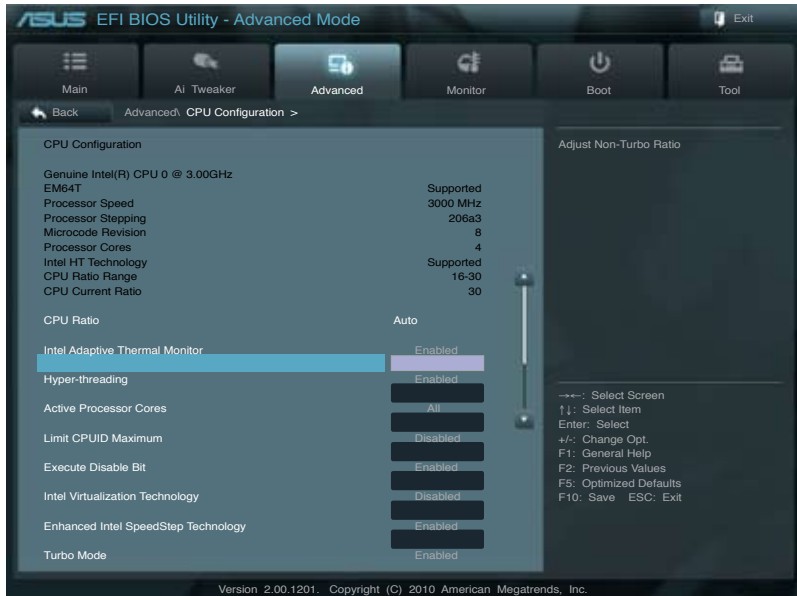 ASUS EFI BIOS Utility - Advanced Mode
Exit
Main
Ai Tweaker
Advanced
Monitor
Boot
Tool
Back
Advanced\ CPU Configuration >
CPU Configuration
Genuine Intel(R) CPU 0 @ 3.00GHz
EM64T Supported
Processor Speed 3000 MHz
Processor Stepping 206a3
Microcode Revision 8
Processor Cores 4
Intel HT Technology Supported
CPU Ratio Range 16-30
CPU Current Ratio 30
CPU Ratio Auto
Intel Adaptive Thermal Monitor Enabled
Hyper-threading Enabled
Active Processor Cores All
Limit CPUID Maximum Disabled
Execute Disable Bit Enabled
Intel Virtualization Technology Disabled
Enhanced Intel SpeedStep Technology Enabled
Turbo Mode Enabled
Adjust Non-Turbo Ratio
→←: Select Screen
↑↓: Select Item
Enter: Select
+/-: Change Opt.
F1: General Help
F2: Previous Values
F5: Optimized Defaults
F10: Save ESC: Exit
Version 2.00.1201. Copyright (C) 2010 American Megatrends, Inc.